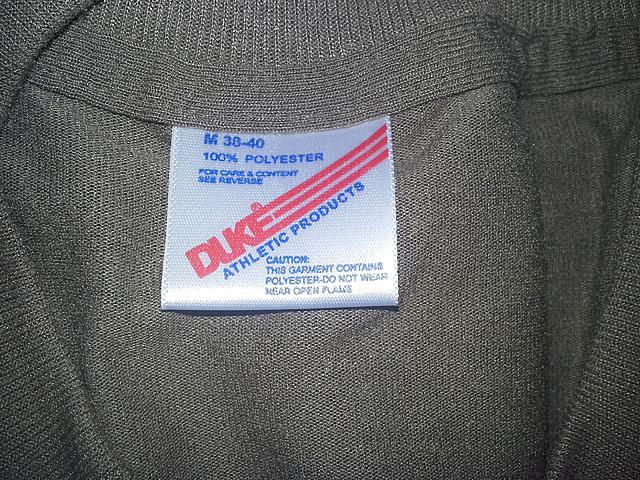 M 38-40
100% POLYESTER
FOR CARE & CONTENT
SEE REVERSE
DUKE
ATHLETIC PRODUCTS
CAUTION:
THIS GARMENT CONTAINS
POLYESTER-DO NOT WEAR
NEAR OPEN FLAME